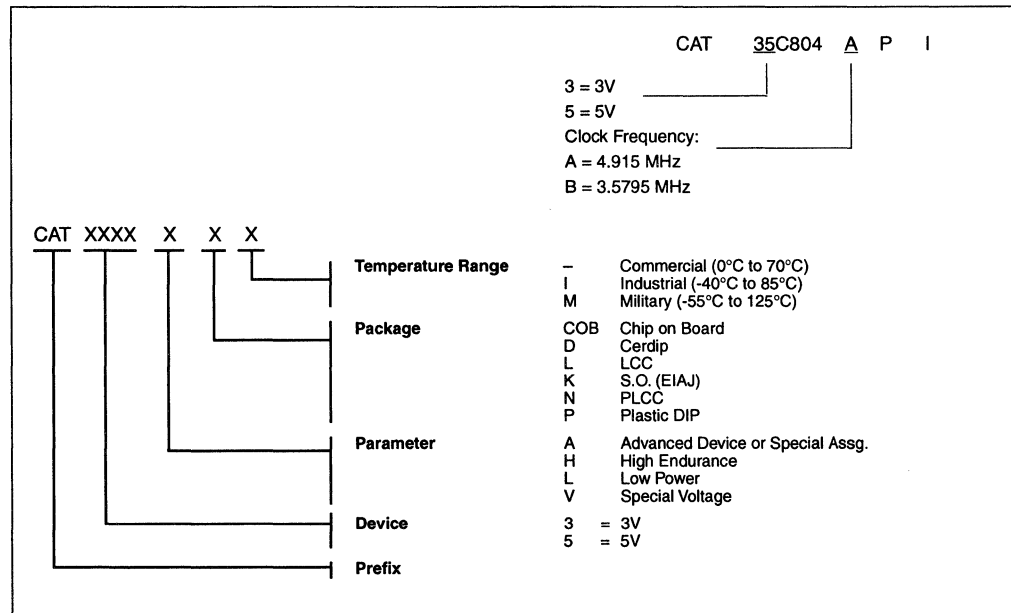 CAT 35C804 A P I
3 = 3V
5 = 5V
Clock Frequency:
A = 4.915 MHz
B = 3.5795 MHz
CAT XXXX X X X
Temperature Range
– Commercial (0°C to 70°C)
I Industrial (-40°C to 85°C)
M Military (-55°C to 125°C)
Package
COB Chip on Board
D Cerdip
L LCC
K S.O. (EIAJ)
N PLCC
P Plastic DIP
Parameter
A Advanced Device or Special Assg.
H High Endurance
L Low Power
V Special Voltage
Device
3 = 3V
5 = 5V
Prefix